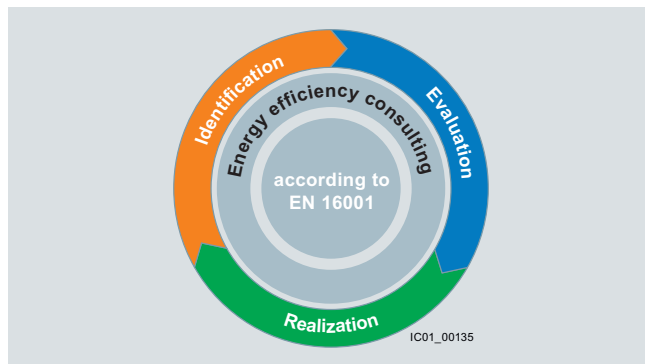 Identification
Evaluation
Energy efficiency consulting
according to
EN 16001
Realization
IC01_00135